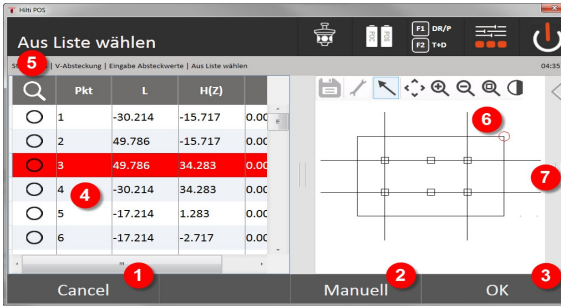 Hilti POS
Aus Liste wählen
F1 DR/P
F2 T+D
POC POS
V-Absteckung | Eingabe Absteckwerte | Aus Liste wählen
04:35
5
Pkt L H(Z)
1 -30.214 -15.717 0.00
2 49.786 -15.717 0.00
3 49.786 34.283 0.00
4 -30.214 34.283 0.00
5 -17.214 1.283 0.00
6 -17.214 -2.717 0.00
4
6
7
1
2
3
Cancel
Manuell
OK